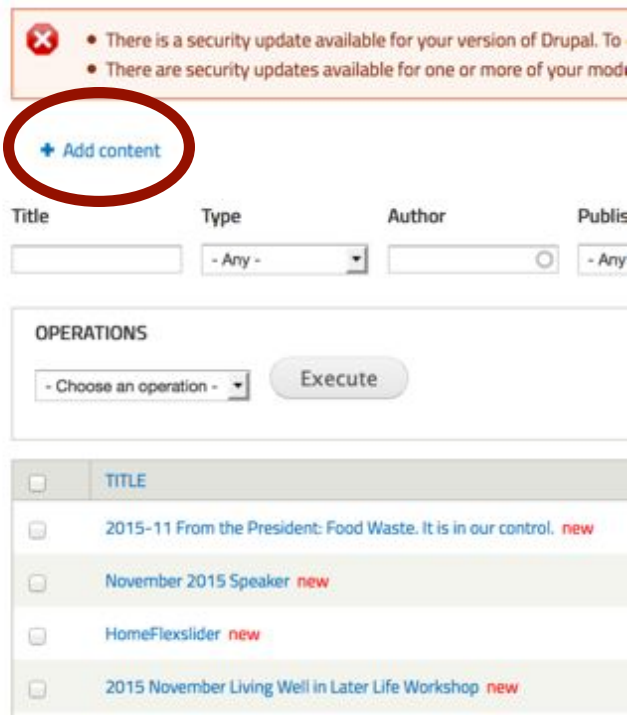 • There is a security update available for your version of Drupal. To
• There are security updates available for one or more of your
+ Add content
Title Type Author
- Any - - Any
OPERATIONS
- Choose an operation - Execute
TITLE
2015-11 From the President: Food Waste. It is in our control. new
November 2015 Speaker new
HomeFlexslider new
2015 November Living Well in Later Life Workshop new